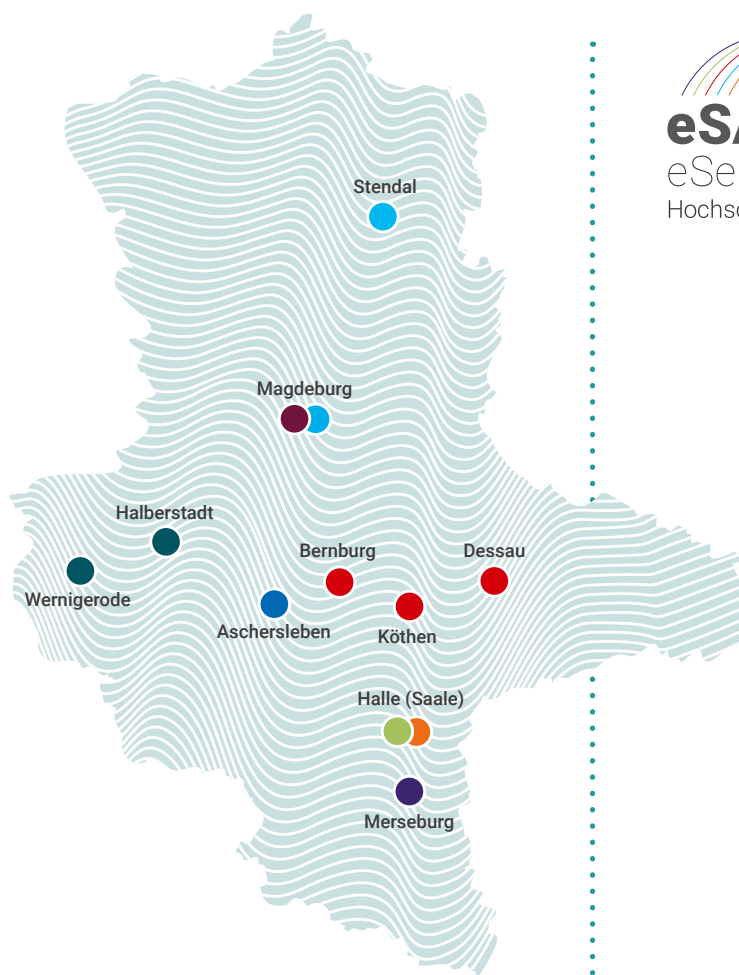 Stendal
Magdeburg
Halberstadt
Wernigerode
Bernburg
Dessau
Aschersleben
Köthen
Halle (Saale)
Merseburg